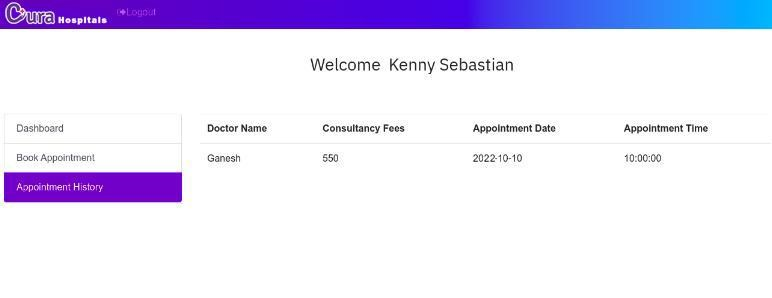 Cura Hospitals Logout
Welcome Kenny Sebastian
Dashboard
Book Appointment
Appointment History
Doctor Name Consultancy Fees Appointment Date Appointment Time
Ganesh 550 2022-10-10 10:00:00